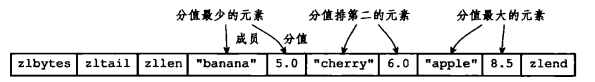 分值最少的元素 分值排第二的元素 分值最大的元素
成员 分值
zlbytes zltail zllen "banana" 5.0 "cherry" 6.0 "apple" 8.5 zlend